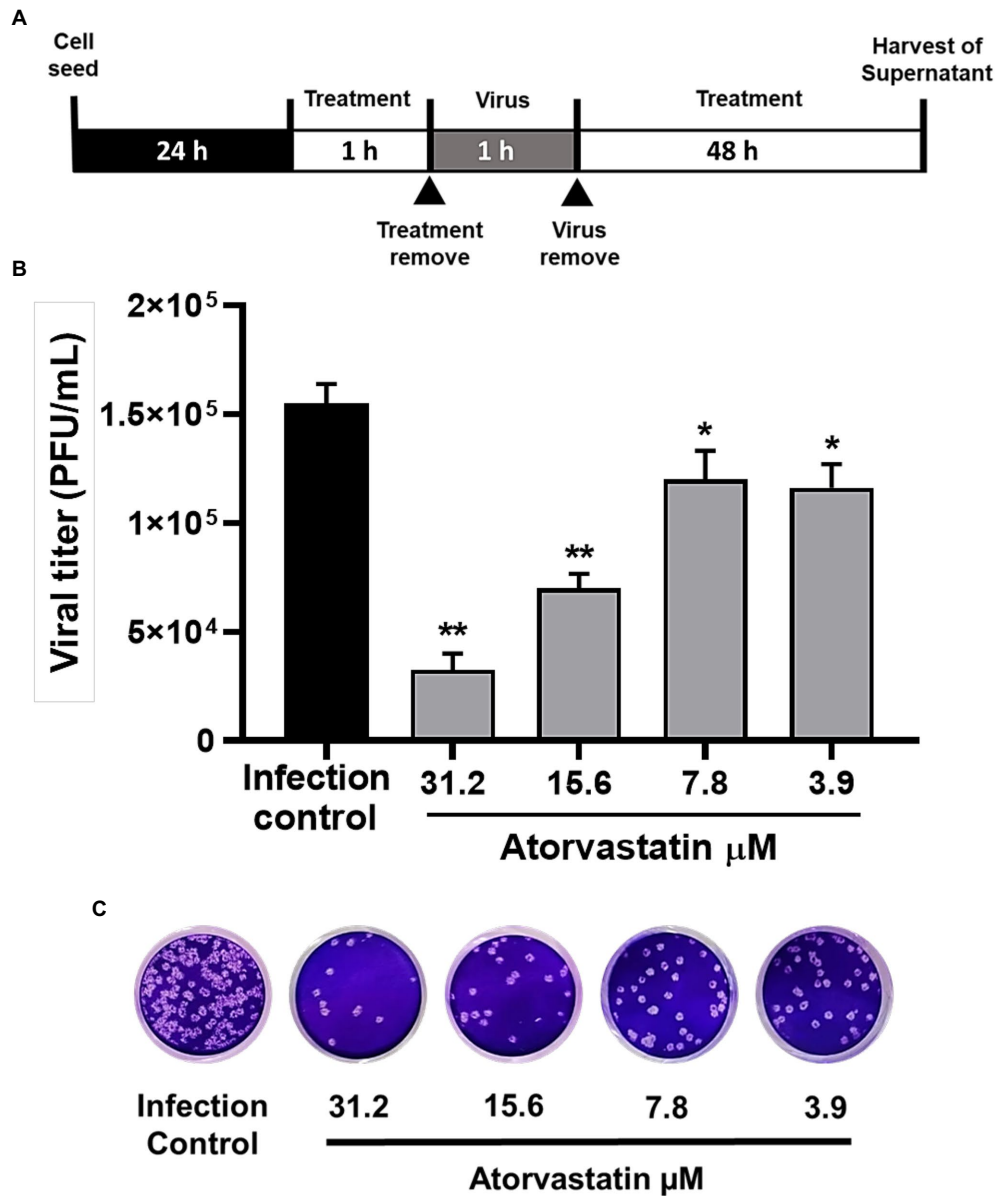 A
Cell
seed
Treatment
Virus
Treatment
Harvest of
Supernatant
24 h
1 h
1 h
48 h
Treatment
remove
Virus
remove
B
Viral titer (PFU/mL)
2×10⁵
1.5×10⁵
1×10⁵
5×10⁴
0
**
**
*
*
Infection
control
31.2
15.6
7.8
3.9
Atorvastatin μM
C
Infection
Control
31.2
15.6
7.8
3.9
Atorvastatin μM